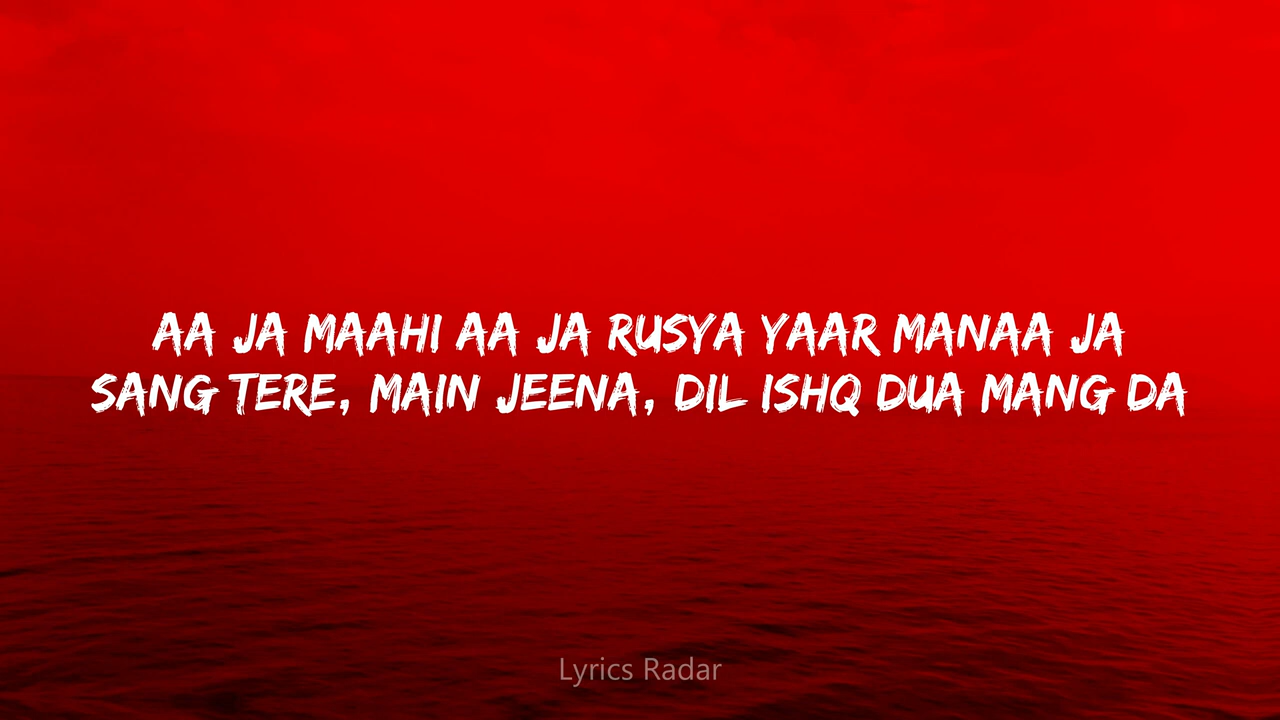 AA JA MAAHI AA JA RUSYA YAAR MANAA JA
SANG TERE, MAIN JEENA, DIL ISHQ DUA MANG DA
Lyrics Radar